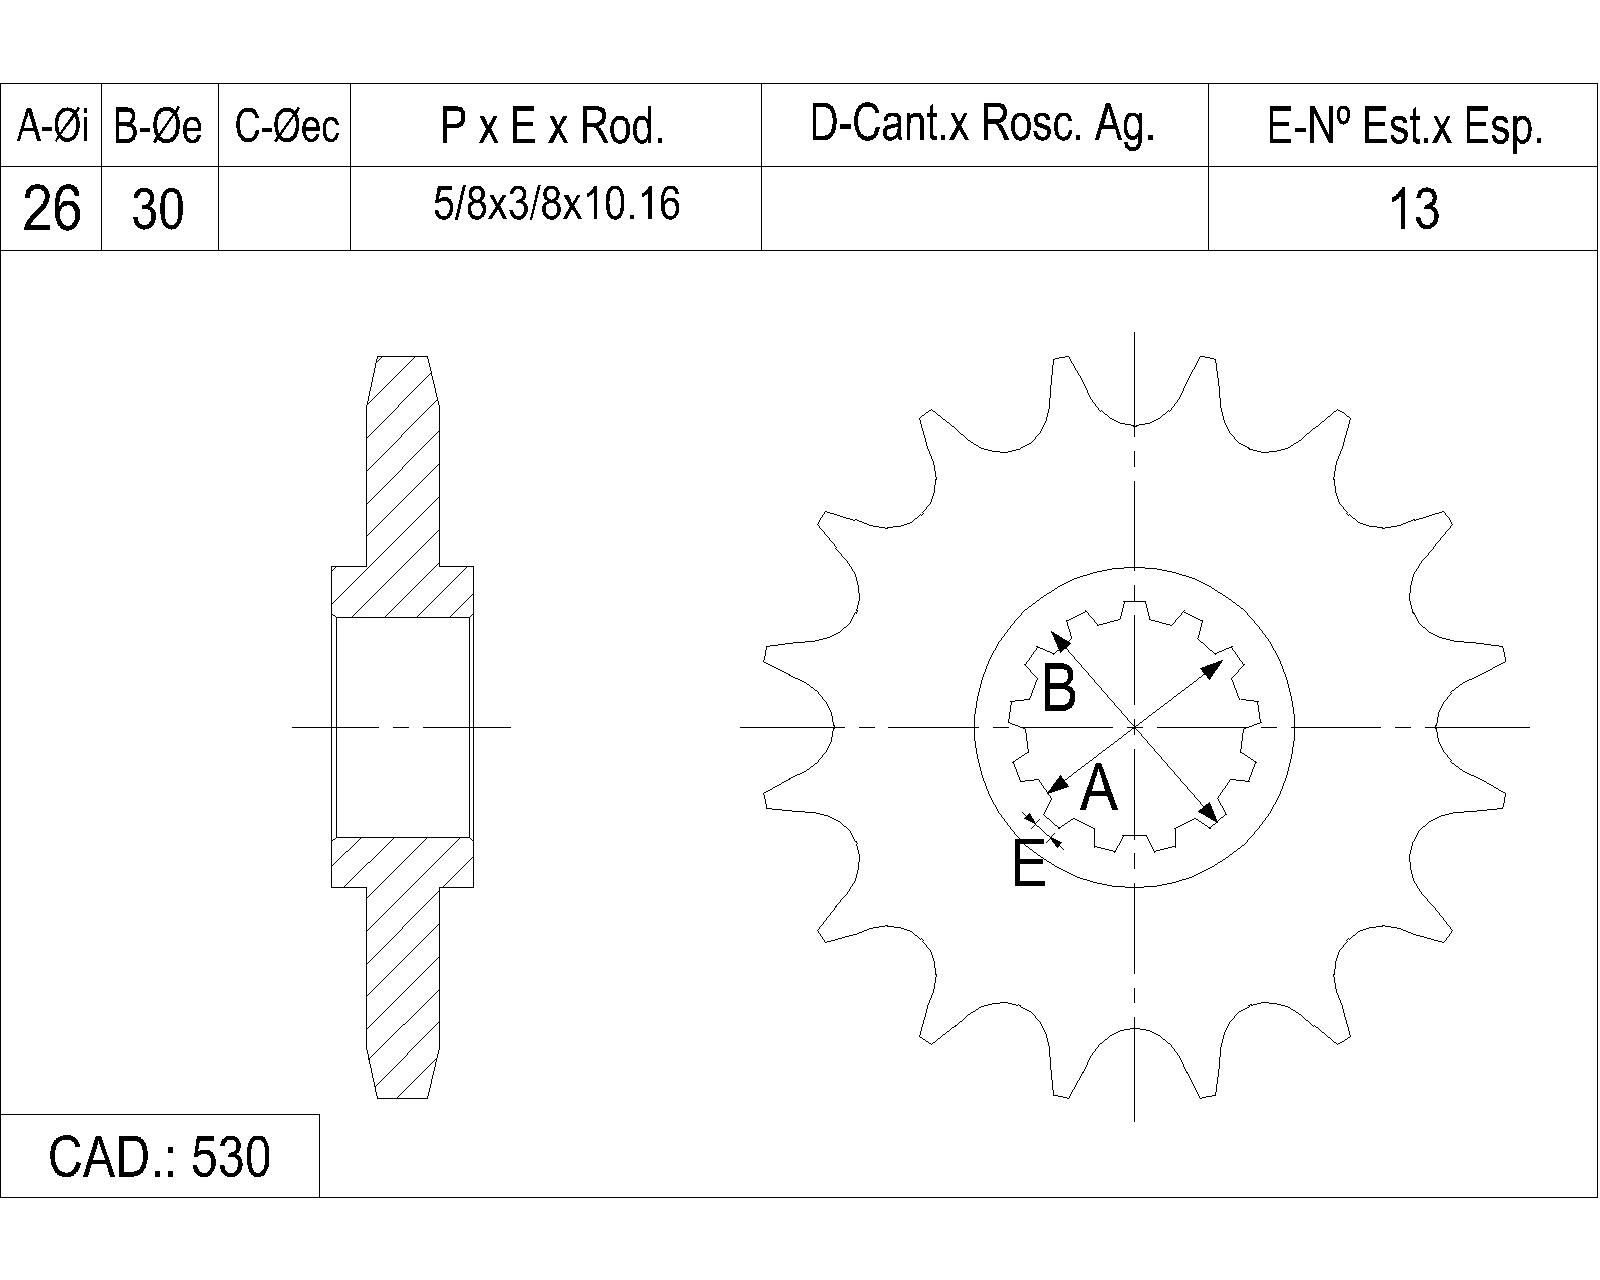 A-Øi B-Øe C-Øec P x E x Rod. D-Cant.x Rosc. Ag. E-Nº Est.x Esp.
26 30 5/8x3/8x10.16 13
B
A
E
CAD.: 530